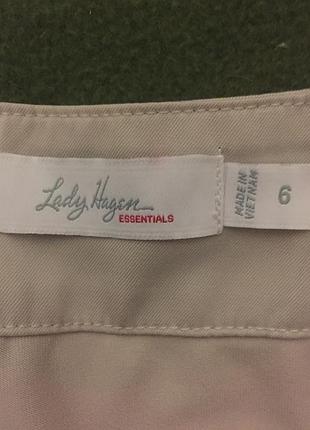 Lady Hagen
ESSENTIALS
MADE IN
VIETNAM
6